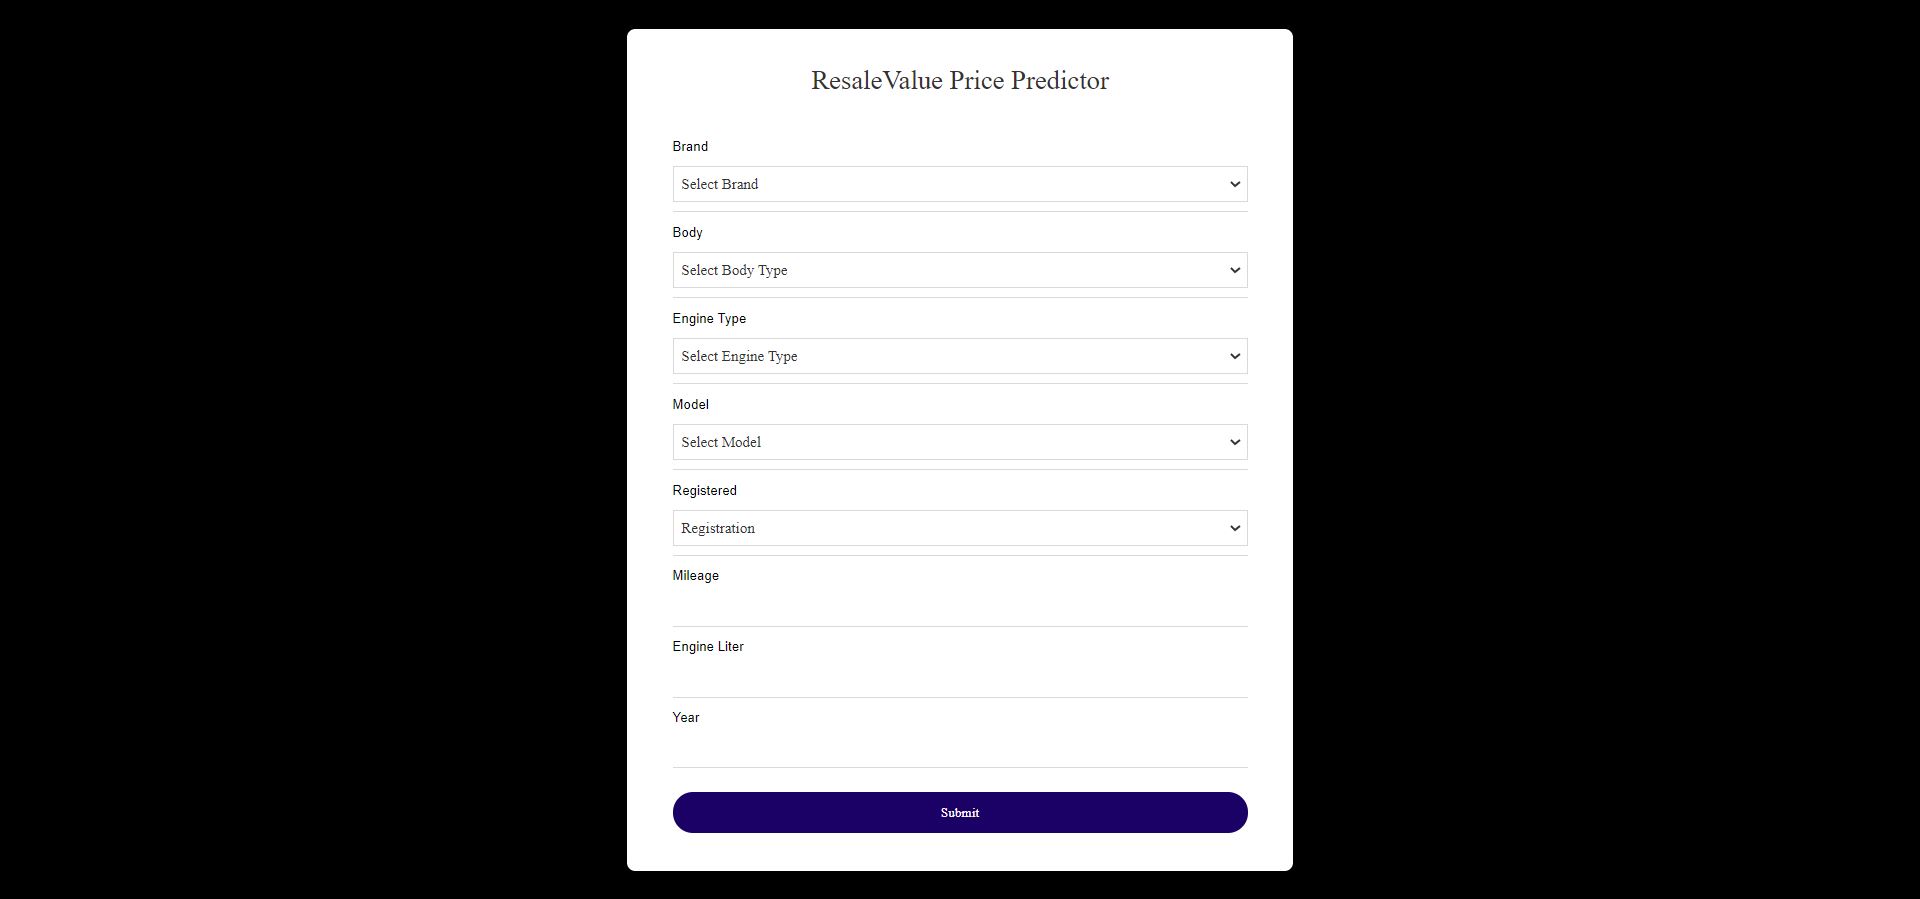 ResaleValue Price Predictor
Brand
Select Brand
Body
Select Body Type
Engine Type
Select Engine Type
Model
Select Model
Registered
Registration
Mileage
Engine Liter
Year
Submit